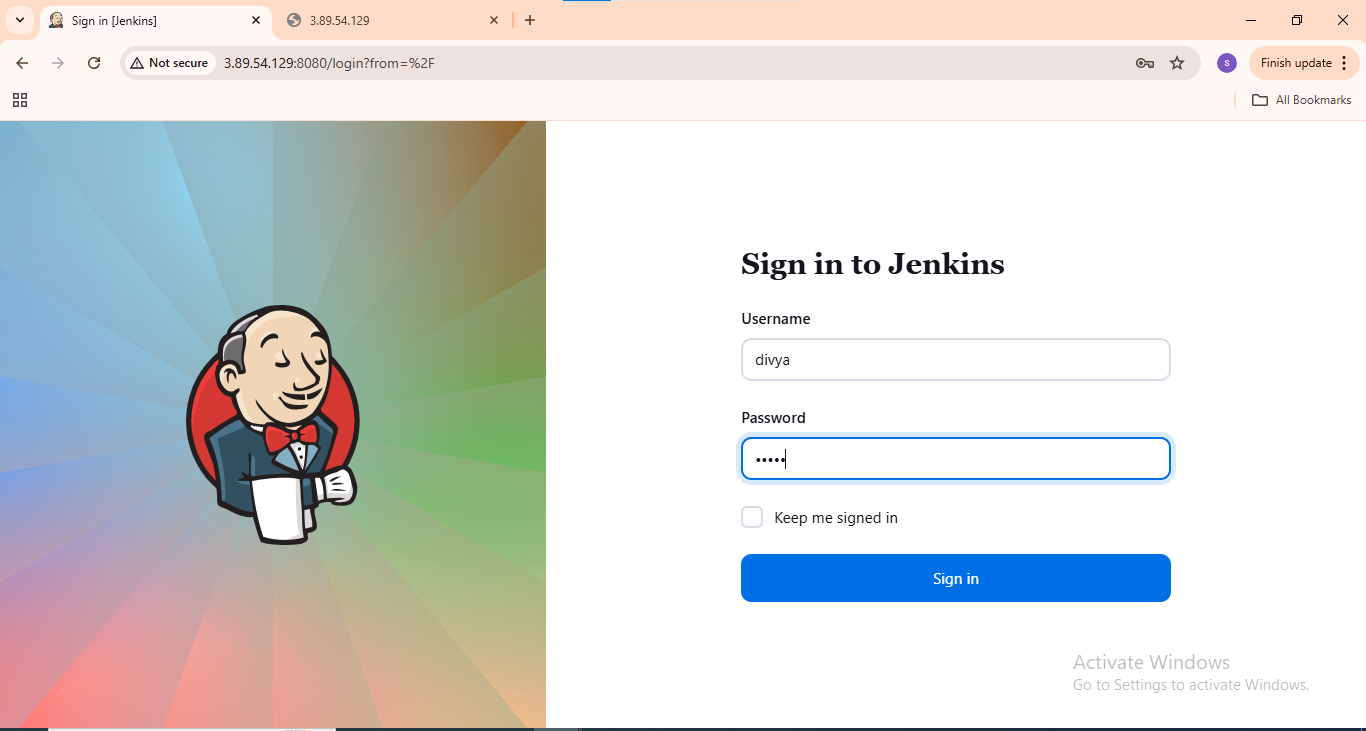 Sign in [Jenkins]
3.89.54.129
Not secure
3.89.54.129:8080/login?from=%2F
s
Finish update
All Bookmarks
Sign in to Jenkins
Username
divya
Password
•••••
Keep me signed in
Sign in
Activate Windows
Go to Settings to activate Windows.